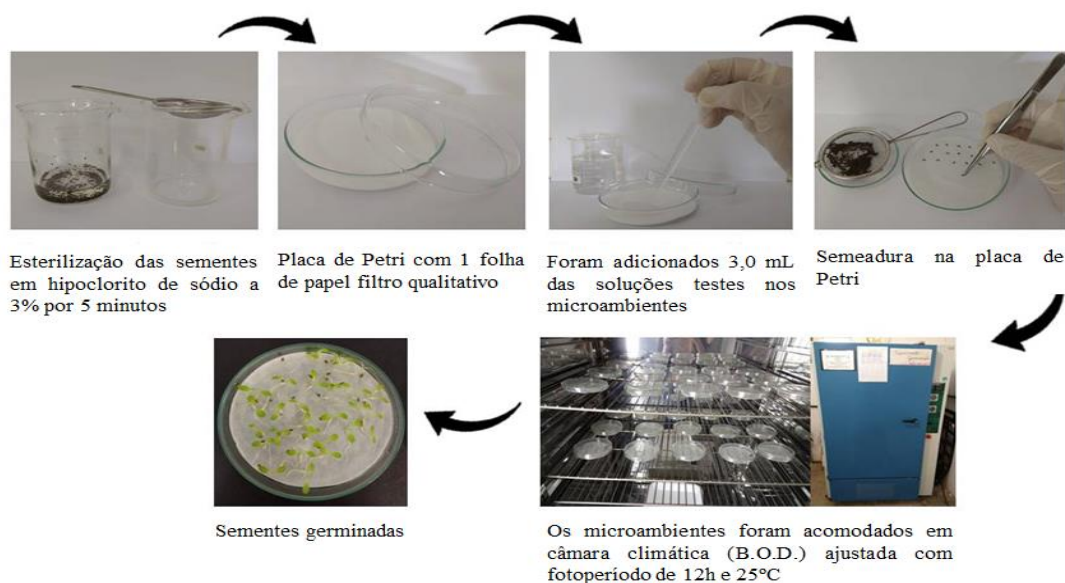 Esterilização das sementes
em hipoclorito de sódio a
3% por 5 minutos
Placa de Petri com 1 folha
de papel filtro qualitativo
Foram adicionados 3,0 mL
das soluções testes nos
microambientes
Semeadura na placa de
Petri
Sementes germinadas
Os microambientes foram acomodados em
câmara climática (B.O.D.) ajustada com
fotoperíodo de 12h e 25°C